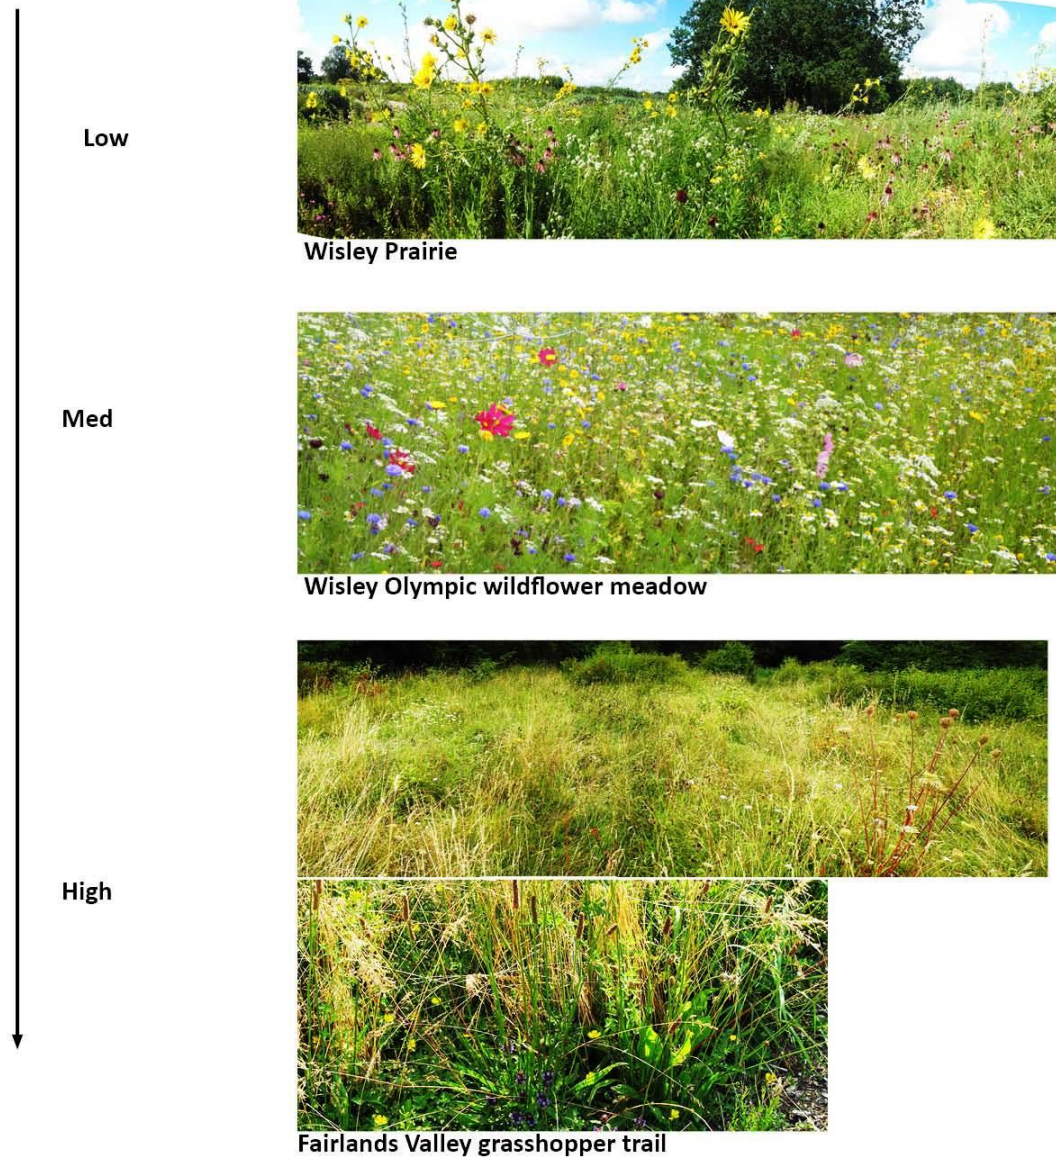 Low
Wisley Prairie
Med
Wisley Olympic wildflower meadow
High
Fairlands Valley grasshopper trail